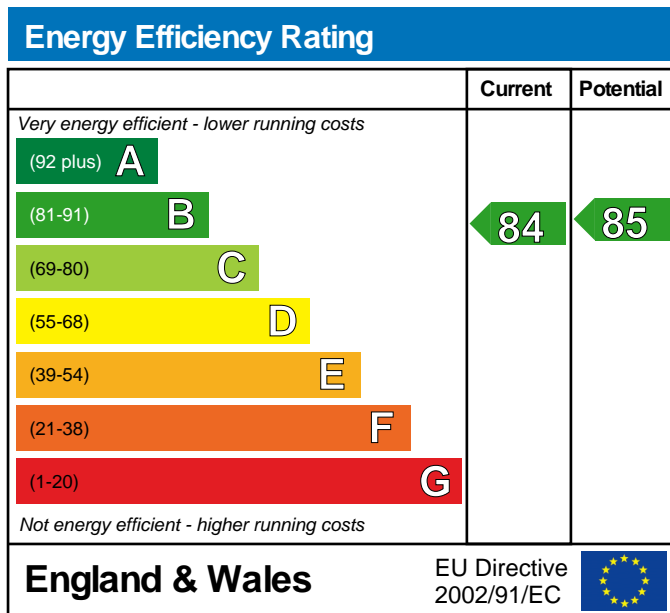 Energy Efficiency Rating
Current Potential
Very energy efficient - lower running costs
(92 plus) A
(81-91) B
84 85
(69-80) C
(55-68) D
(39-54) E
(21-38) F
(1-20) G
Not energy efficient - higher running costs
England & Wales
EU Directive
2002/91/EC